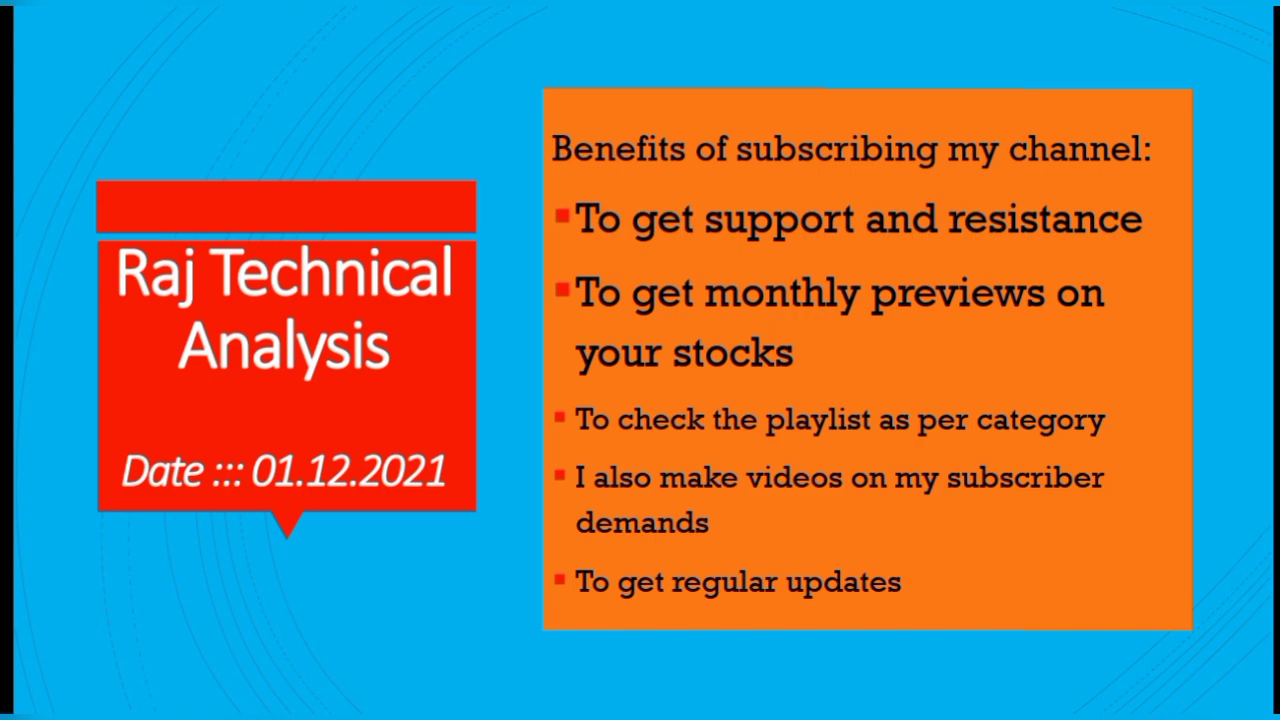 Raj Technical
Analysis
Date ::: 01.12.2021
Benefits of subscribing my channel:
▪To get support and resistance
▪To get monthly previews on
your stocks
▪To check the playlist as per category
▪I also make videos on my subscriber
demands
▪To get regular updates